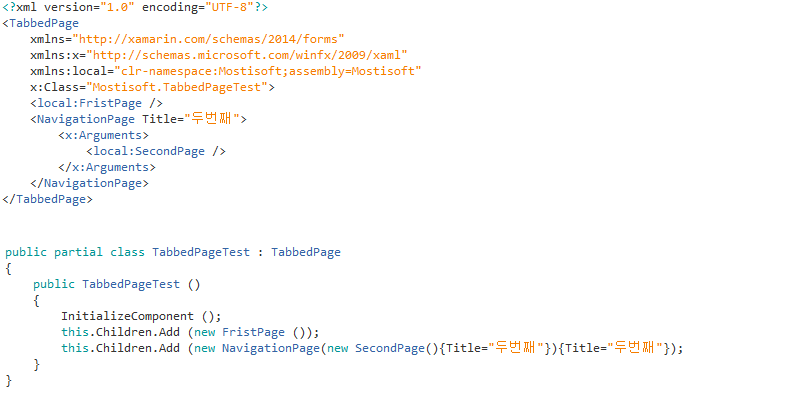 <?xml version="1.0" encoding="UTF-8"?>
<TabbedPage
    xmlns="http://xamarin.com/schemas/2014/forms"
    xmlns:x="http://schemas.microsoft.com/winfx/2009/xaml"
    xmlns:local="clr-namespace:Mostisoft;assembly=Mostisoft"
    x:Class="Mostisoft.TabbedPageTest">
    <local:FristPage />
    <NavigationPage Title="두번째">
        <x:Arguments>
            <local:SecondPage />
        </x:Arguments>
    </NavigationPage>
</TabbedPage>
public partial class TabbedPageTest : TabbedPage
{
    public TabbedPageTest ()
    {
        InitializeComponent ();
        this.Children.Add (new FristPage ());
        this.Children.Add (new NavigationPage(new SecondPage(){Title="두번째"}){Title="두번째"});
    }
}